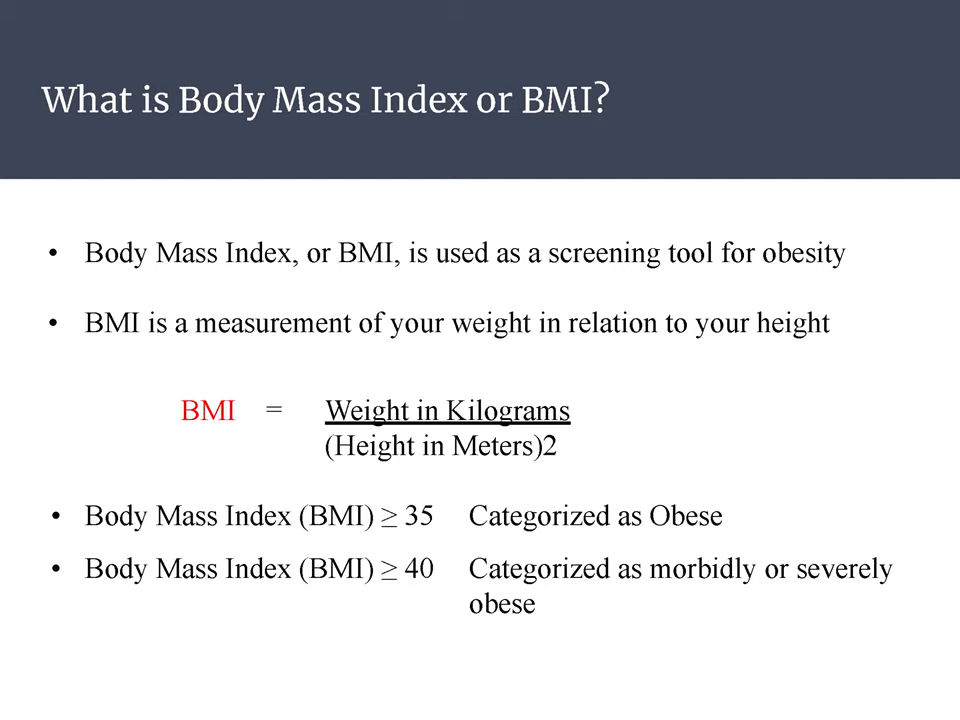 What is Body Mass Index or BMI?
• Body Mass Index, or BMI, is used as a screening tool for obesity
• BMI is a measurement of your weight in relation to your height
BMI = Weight in Kilograms
(Height in Meters)2
• Body Mass Index (BMI) ≥ 35 Categorized as Obese
• Body Mass Index (BMI) ≥ 40 Categorized as morbidly or severely
obese